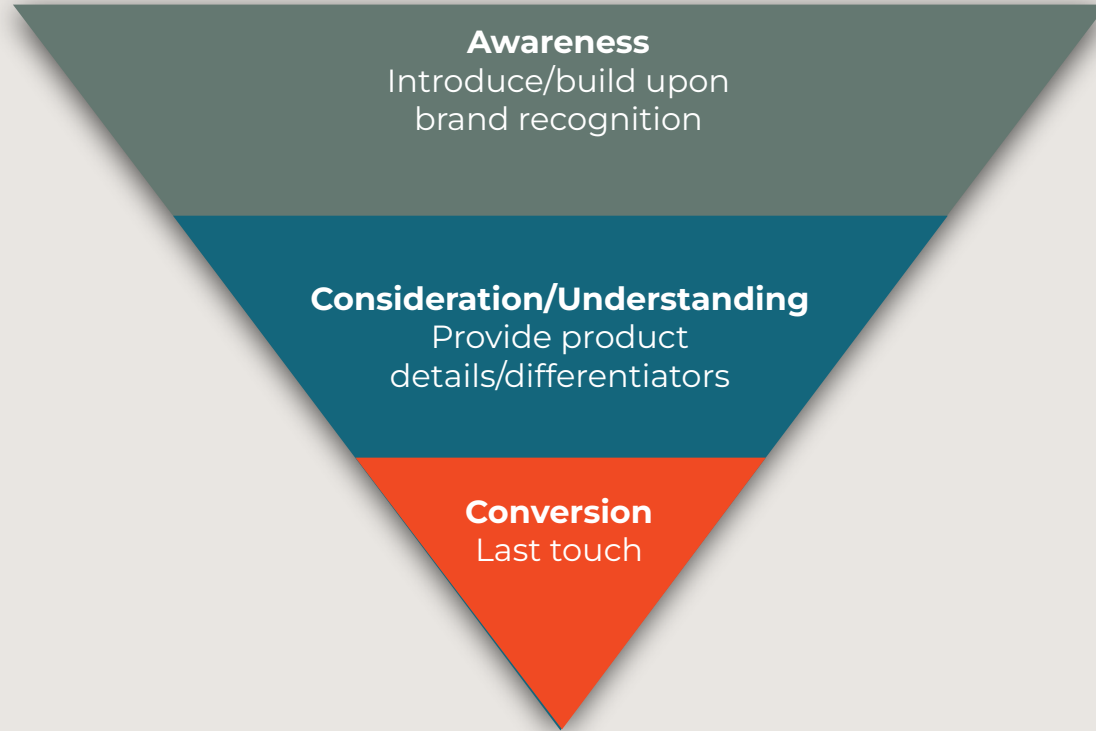 Awareness
Introduce/build upon
brand recognition
Consideration/Understanding
Provide product
details/differentiators
Conversion
Last touch